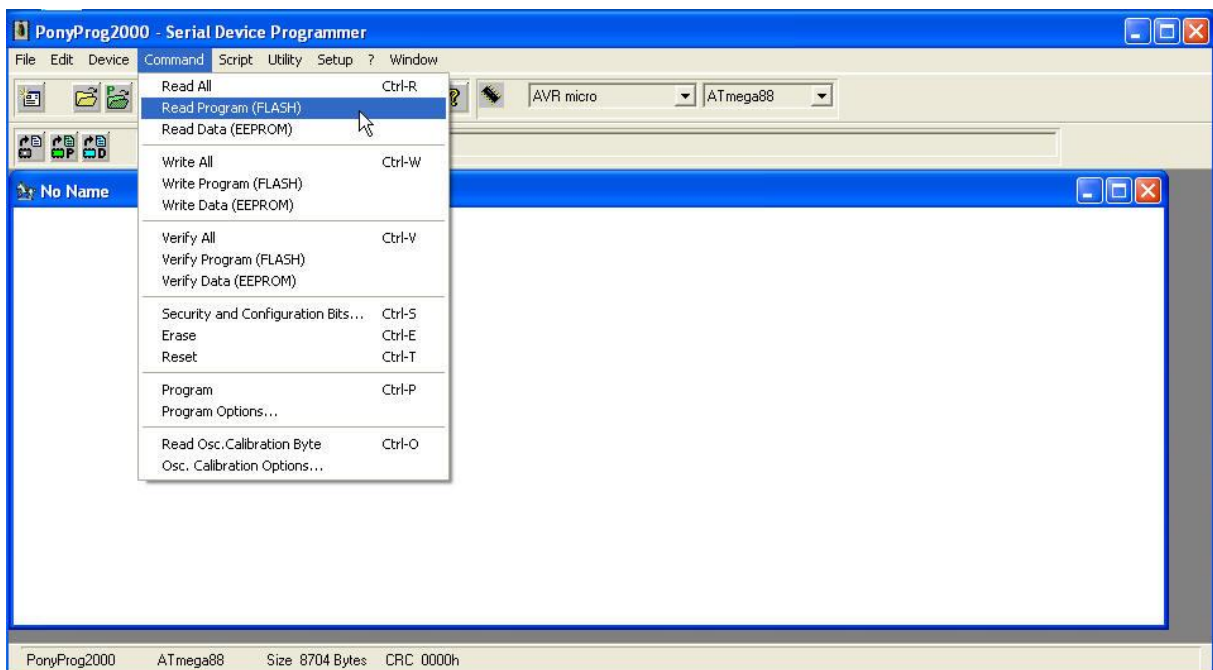 PonyProg2000 - Serial Device Programmer
File Edit Device Command Script Utility Setup ? Window
AVR micro ATmega88
Read All Ctrl-R
Read Program (FLASH)
Read Data (EEPROM)
Write All Ctrl-W
Write Program (FLASH)
Write Data (EEPROM)
Verify All Ctrl-V
Verify Program (FLASH)
Verify Data (EEPROM)
Security and Configuration Bits... Ctrl-S
Erase Ctrl-E
Reset Ctrl-T
Program Ctrl-P
Program Options...
Read Osc.Calibration Byte Ctrl-O
Osc. Calibration Options...
P
P D
No Name
PonyProg2000 ATmega88 Size 8704 Bytes CRC 0000h